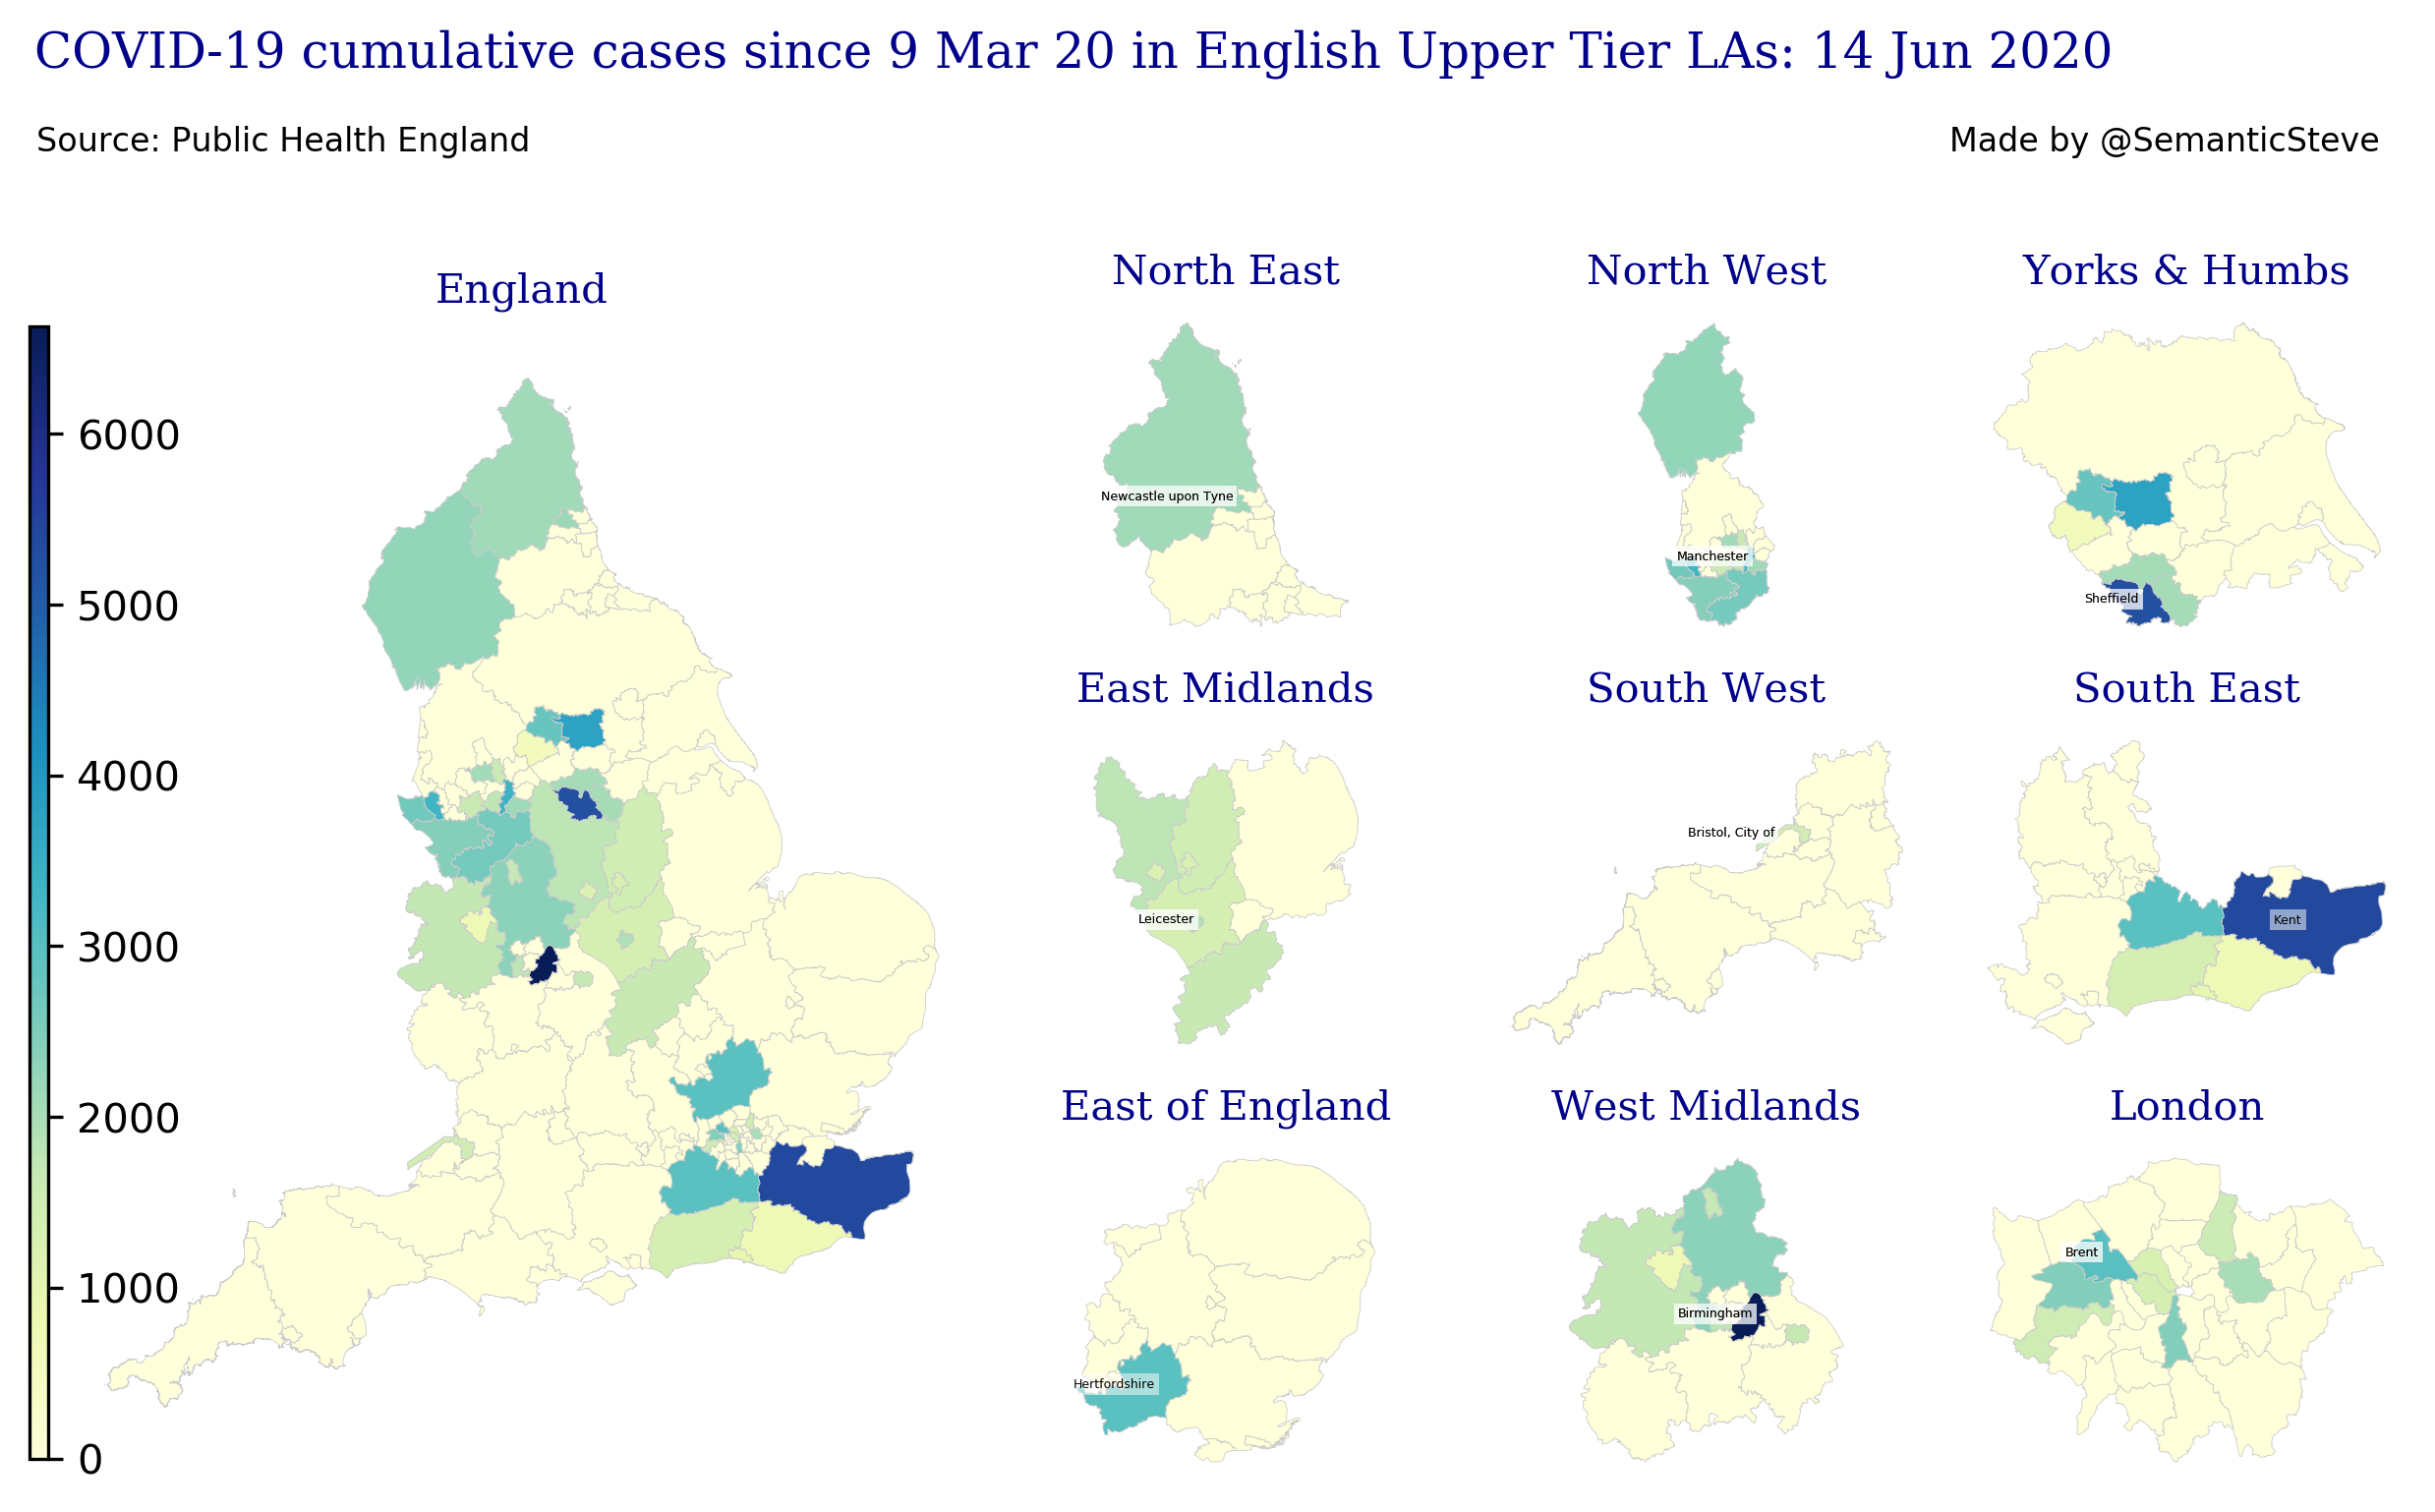 COVID-19 cumulative cases since 9 Mar 20 in English Upper Tier LAs: 14 Jun 2020
Source: Public Health England
Made by @SemanticSteve
England
6000
5000
4000
3000
2000
1000
0
North East
Newcastle upon Tyne
North West
Manchester
Yorks & Humbs
Sheffield
East Midlands
Leicester
South West
Bristol, City of
South East
Kent
East of England
Hertfordshire
West Midlands
Birmingham
London
Brent